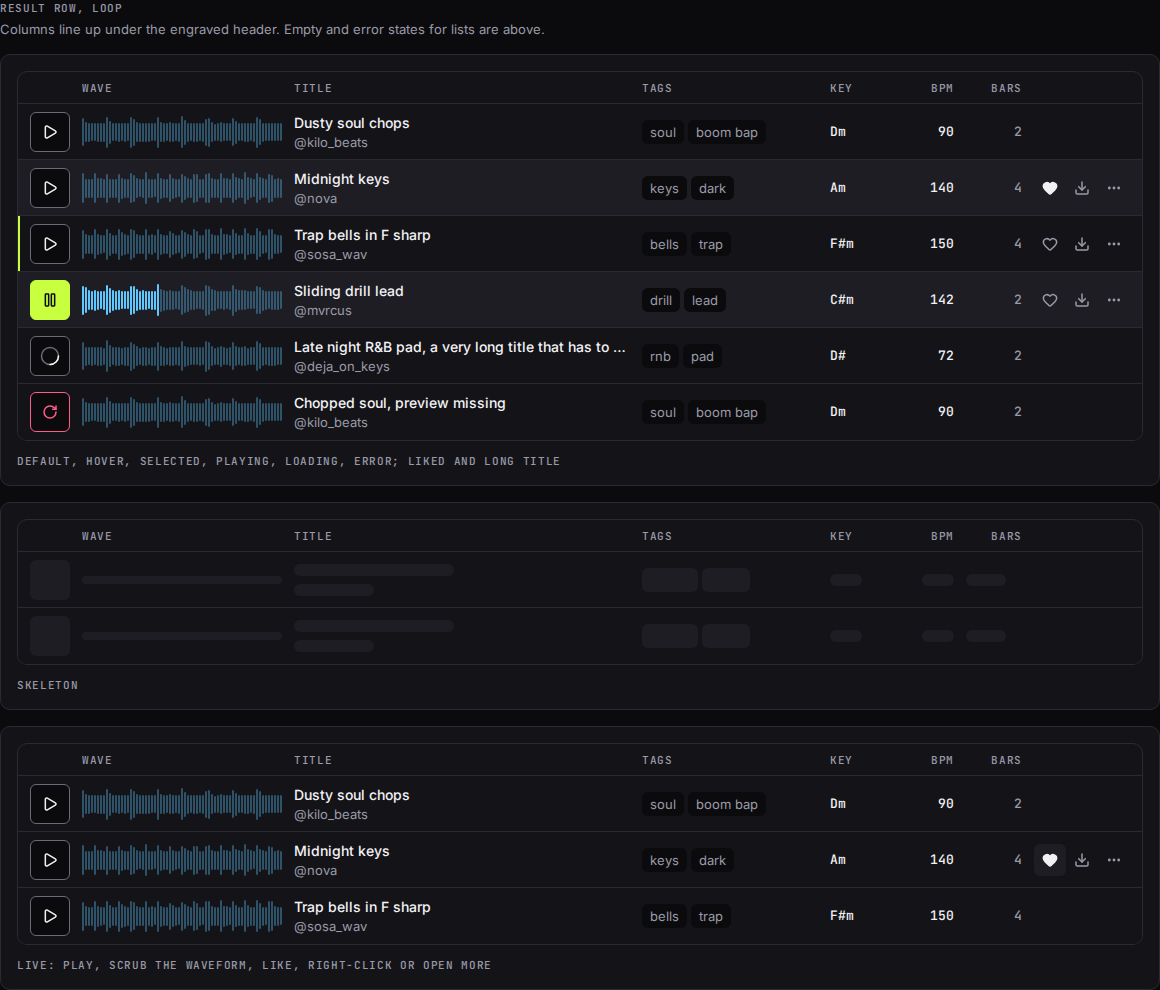 RESULT ROW, LOOP
Columns line up under the engraved header. Empty and error states for lists are above.
WAVE TITLE TAGS KEY BPM BARS
Dusty soul chops
@kilo_beats
soul boom bap Dm 90 2
Midnight keys
@nova
keys dark Am 140 4
Trap bells in F sharp
@sosa_wav
bells trap F#m 150 4
Sliding drill lead
@mvrcus
drill lead C#m 142 2
Late night R&B pad, a very long title that has to ...
@deja_on_keys
rnb pad D# 72 2
Chopped soul, preview missing
@kilo_beats
soul boom bap Dm 90 2
DEFAULT, HOVER, SELECTED, PLAYING, LOADING, ERROR; LIKED AND LONG TITLE
WAVE TITLE TAGS KEY BPM BARS
SKELETON
WAVE TITLE TAGS KEY BPM BARS
Dusty soul chops
@kilo_beats
soul boom bap Dm 90 2
Midnight keys
@nova
keys dark Am 140 4
Trap bells in F sharp
@sosa_wav
bells trap F#m 150 4
LIVE: PLAY, SCRUB THE WAVEFORM, LIKE, RIGHT-CLICK OR OPEN MORE